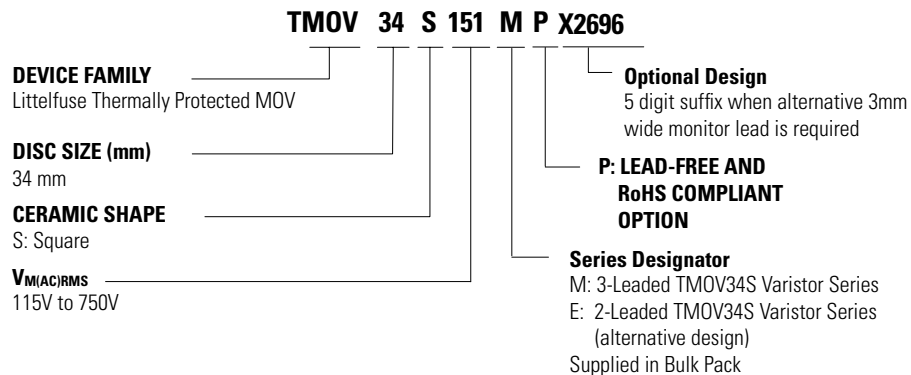 TMOV 34 S 151 M P X2696
DEVICE FAMILY
Littelfuse Thermally Protected MOV
DISC SIZE (mm)
34 mm
CERAMIC SHAPE
S: Square
VM(AC)RMS
115V to 750V
Optional Design
5 digit suffix when alternative 3mm
wide monitor lead is required
P: LEAD-FREE AND
RoHS COMPLIANT
OPTION
Series Designator
M: 3-Leaded TMOV34S Varistor Series
E: 2-Leaded TMOV34S Varistor Series
(alternative design)
Supplied in Bulk Pack